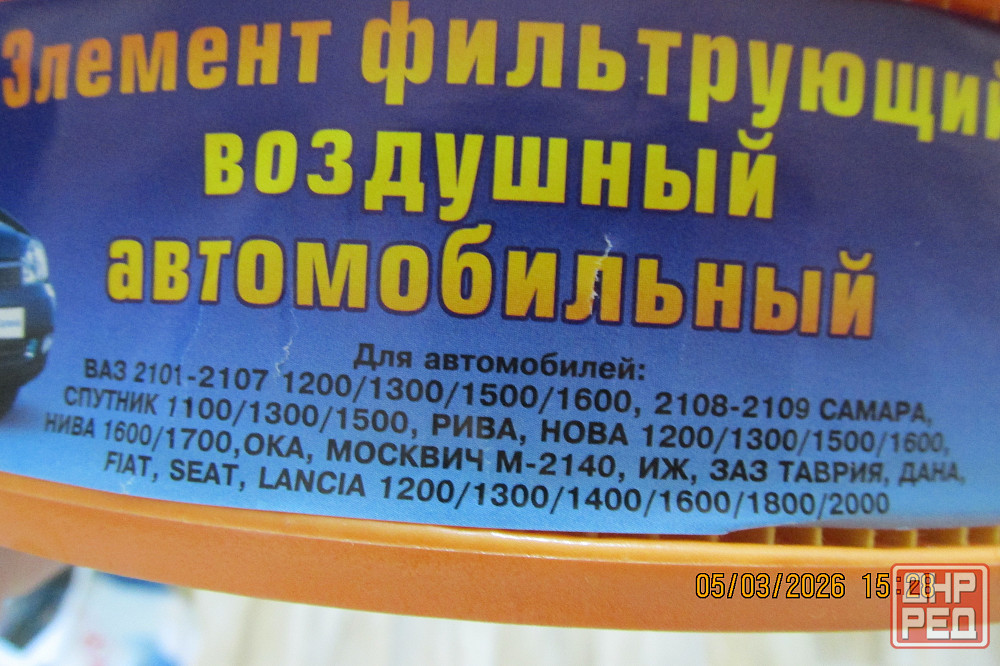 Элемент фильтрующий
воздушный
автомобильный
Для автомобилей:
ВАЗ 2101-2107 1200/1300/1500/1600, 2108-2109 САМАРА,
СПУТНИК 1100/1300/1500, РИВА, НОВА 1200/1300/1500/1600,
НИВА 1600/1700,ОКА, МОСКВИЧ М-2140, ИЖ, ЗАЗ ТАВРИЯ, ДАНА,
FIAT, SEAT, LANCIA 1200/1300/1400/1600/1800/2000
05/03/2026 15:28
ДНР
РЕД